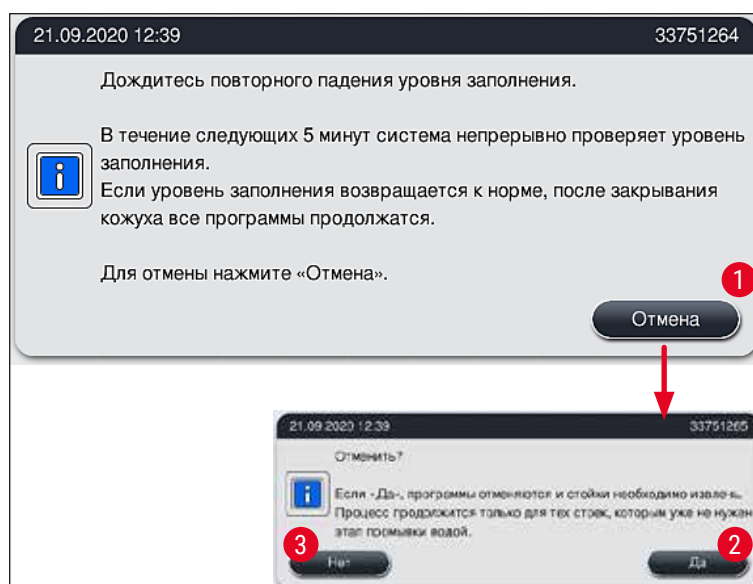 21.09.2020 12:39 33751264
Дождитесь повторного падения уровня заполнения.
В течение следующих 5 минут система непрерывно проверяет уровень
заполнения.
Если уровень заполнения возвращается к норме, после закрывания
кожуха все программы продолжатся.
Для отмены нажмите «Отмена».
1
Отмена
21.09.2020 12:39 33751265
Отменить?
Если «Да», программы отменяются и стойки необходимо
Процесс продолжится только для тех стоек, которым уже не нужен
этап промывки водой.
3
Нет
2
Да